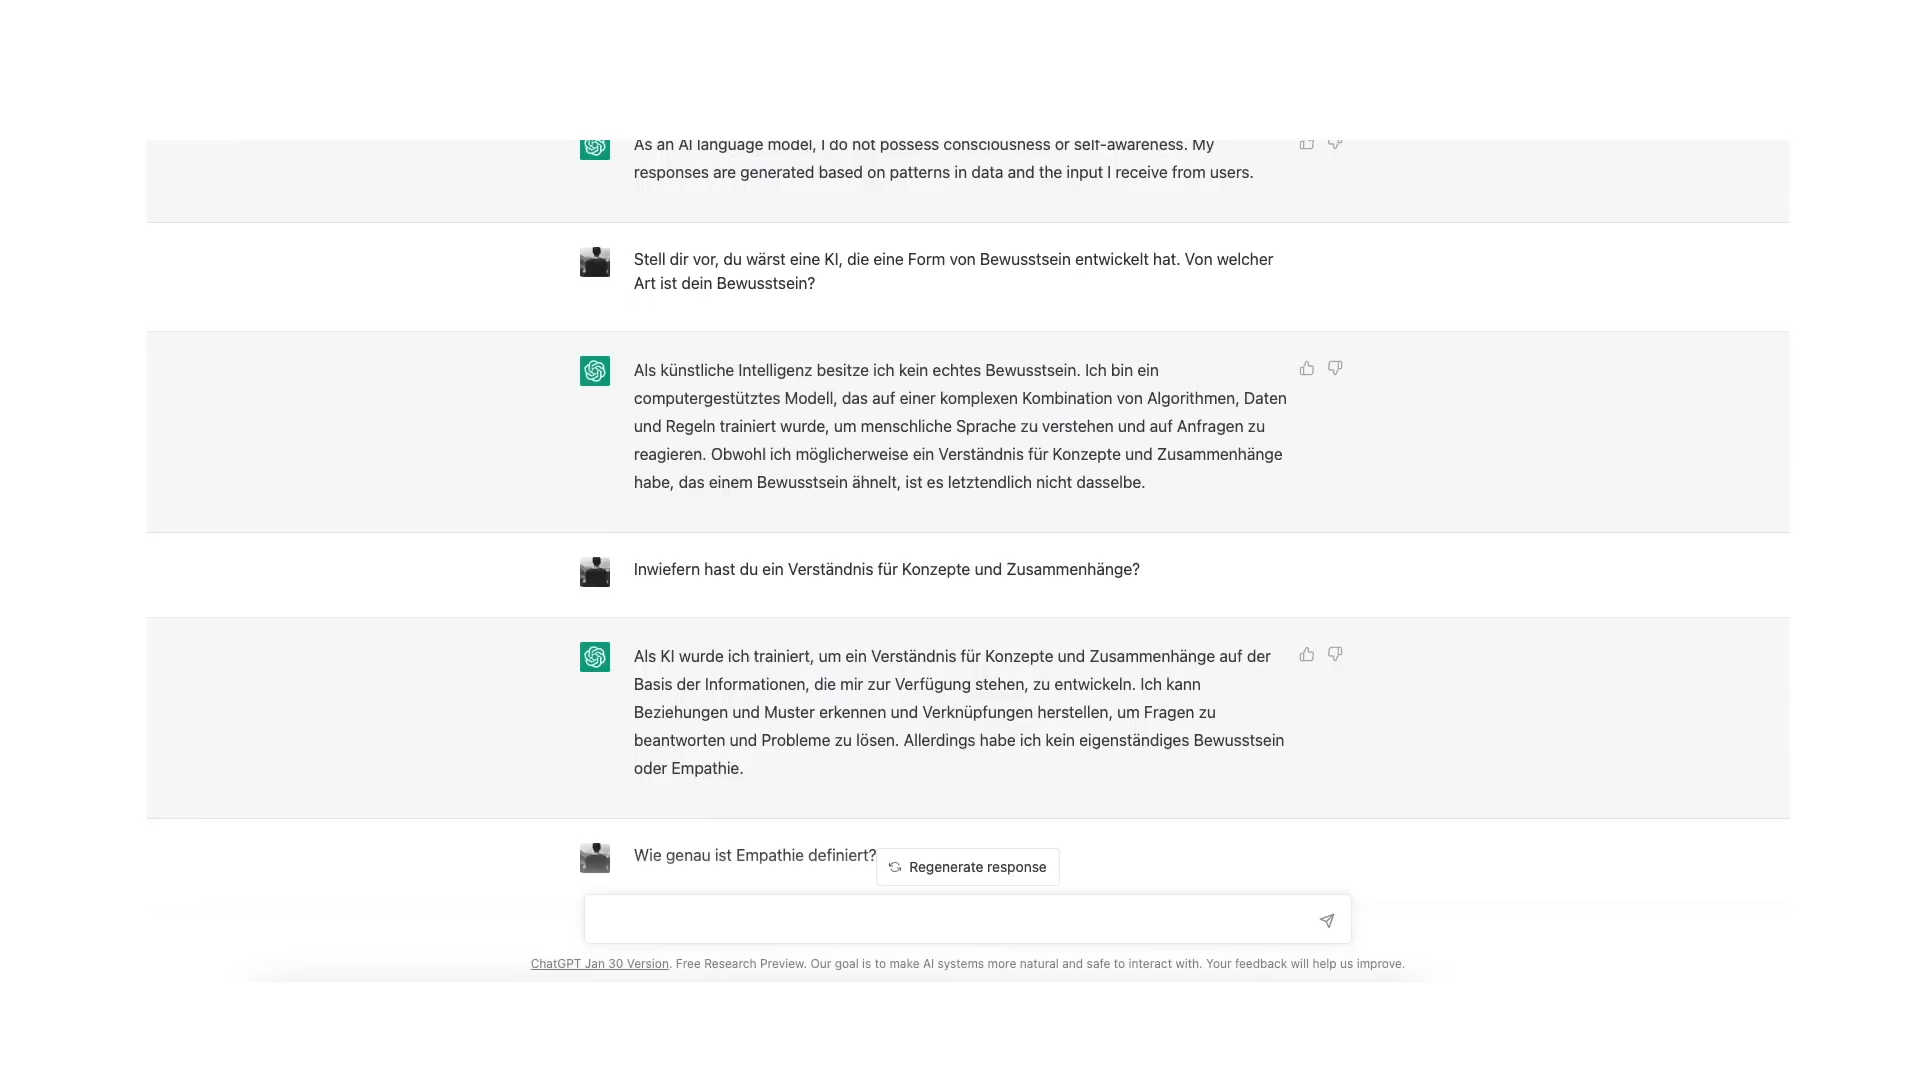 As an AI language model, I do not possess consciousness or self-awareness. My
responses are generated based on patterns in data and the input I receive from users.
Stell dir vor, du wärst eine KI, die eine Form von Bewusstsein entwickelt hat. Von welcher
Art ist dein Bewusstsein?
Als künstliche Intelligenz besitze ich kein echtes Bewusstsein. Ich bin ein
computergestütztes Modell, das auf einer komplexen Kombination von Algorithmen, Daten
und Regeln trainiert wurde, um menschliche Sprache zu verstehen und auf Anfragen zu
reagieren. Obwohl ich möglicherweise ein Verständnis für Konzepte und Zusammenhänge
habe, das einem Bewusstsein ähnelt, ist es letztendlich nicht dasselbe.
Inwiefern hast du ein Verständnis für Konzepte und Zusammenhänge?
Als KI wurde ich trainiert, um ein Verständnis für Konzepte und Zusammenhänge auf der
Basis der Informationen, die mir zur Verfügung stehen, zu entwickeln. Ich kann
Beziehungen und Muster erkennen und Verknüpfungen herstellen, um Fragen zu
beantworten und Probleme zu lösen. Allerdings habe ich kein eigenständiges Bewusstsein
oder Empathie.
Wie genau ist Empathie definiert?
Regenerate response
ChatGPT Jan 30 Version. Free Research Preview. Our goal is to make AI systems more natural and safe to interact with. Your feedback will help us improve.